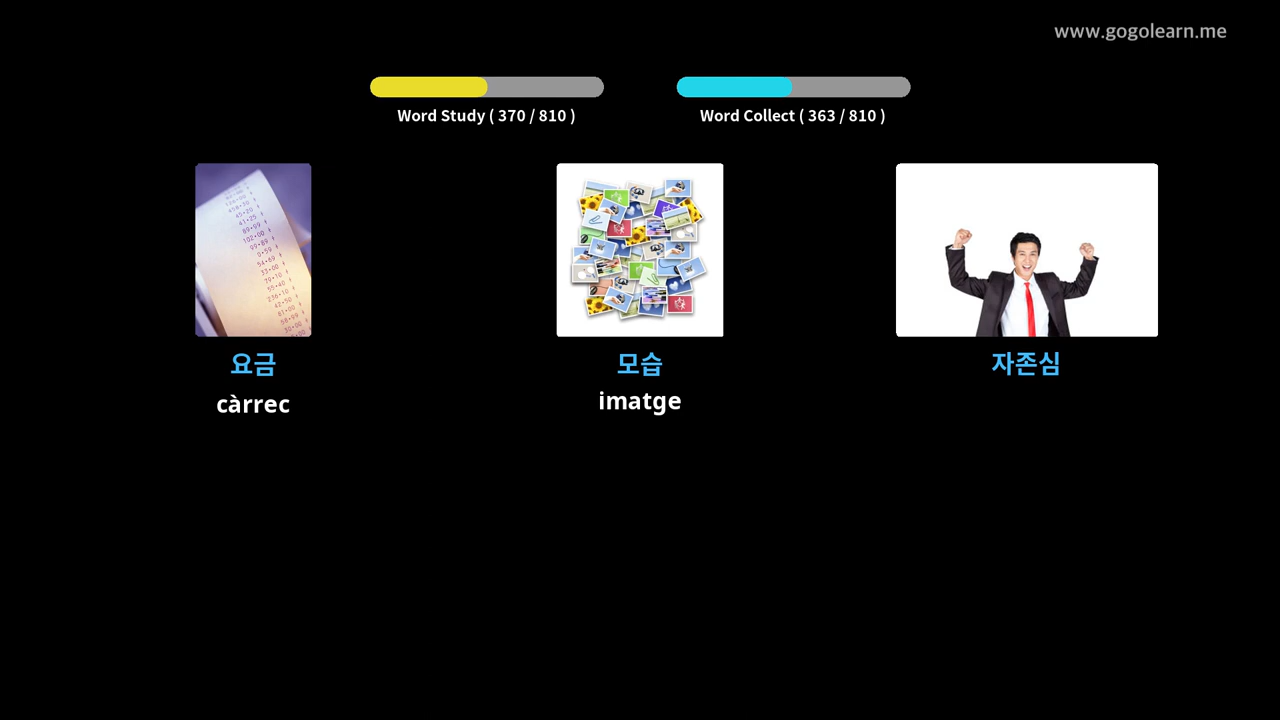 www.gogolearn.me
Word Study ( 370 / 810 )
Word Collect ( 363 / 810 )
요금
càrrec
모습
imatge
자존심